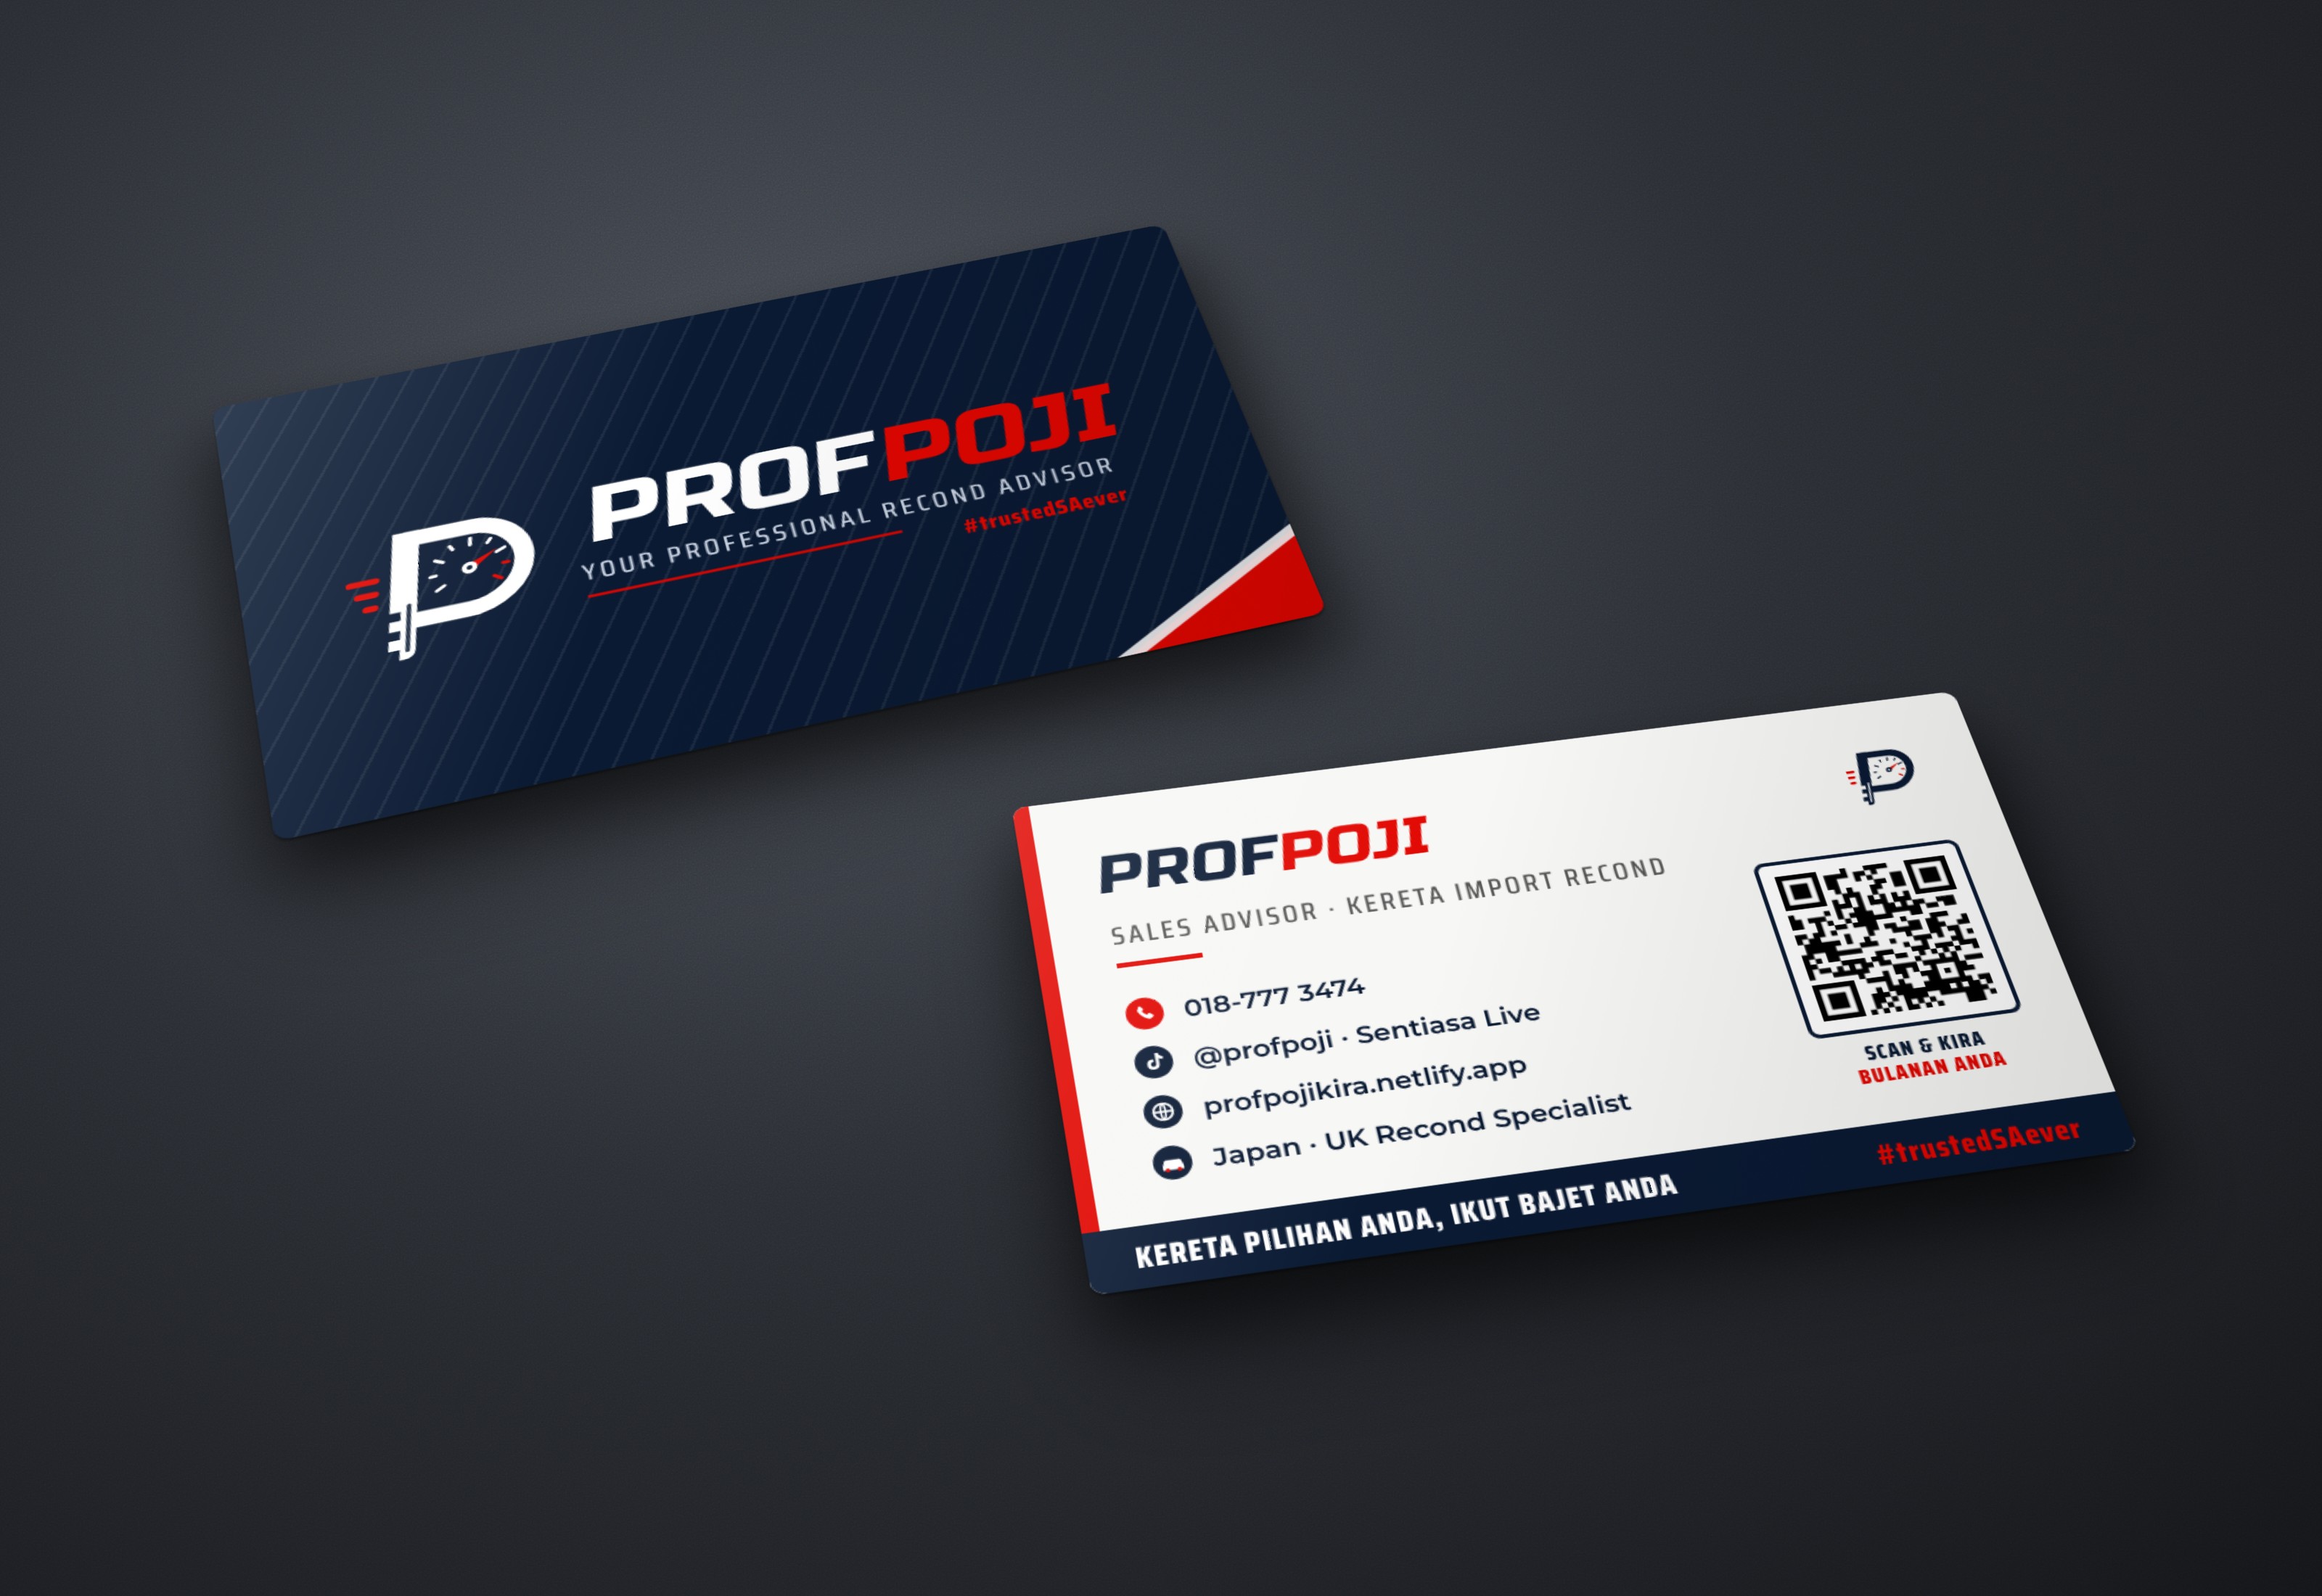 PROFPOJI
YOUR PROFESSIONAL RECOND ADVISOR
#trustedSAever
PROFPOJI
SALES ADVISOR · KERETA IMPORT RECOND
018-777 3474
@profpoji · Sentiasa Live
profpojikira.netlify.app
Japan · UK Recond Specialist
SCAN & KIRA
BULANAN ANDA
KERETA PILIHAN ANDA, IKUT BAJET ANDA
#trustedSAever